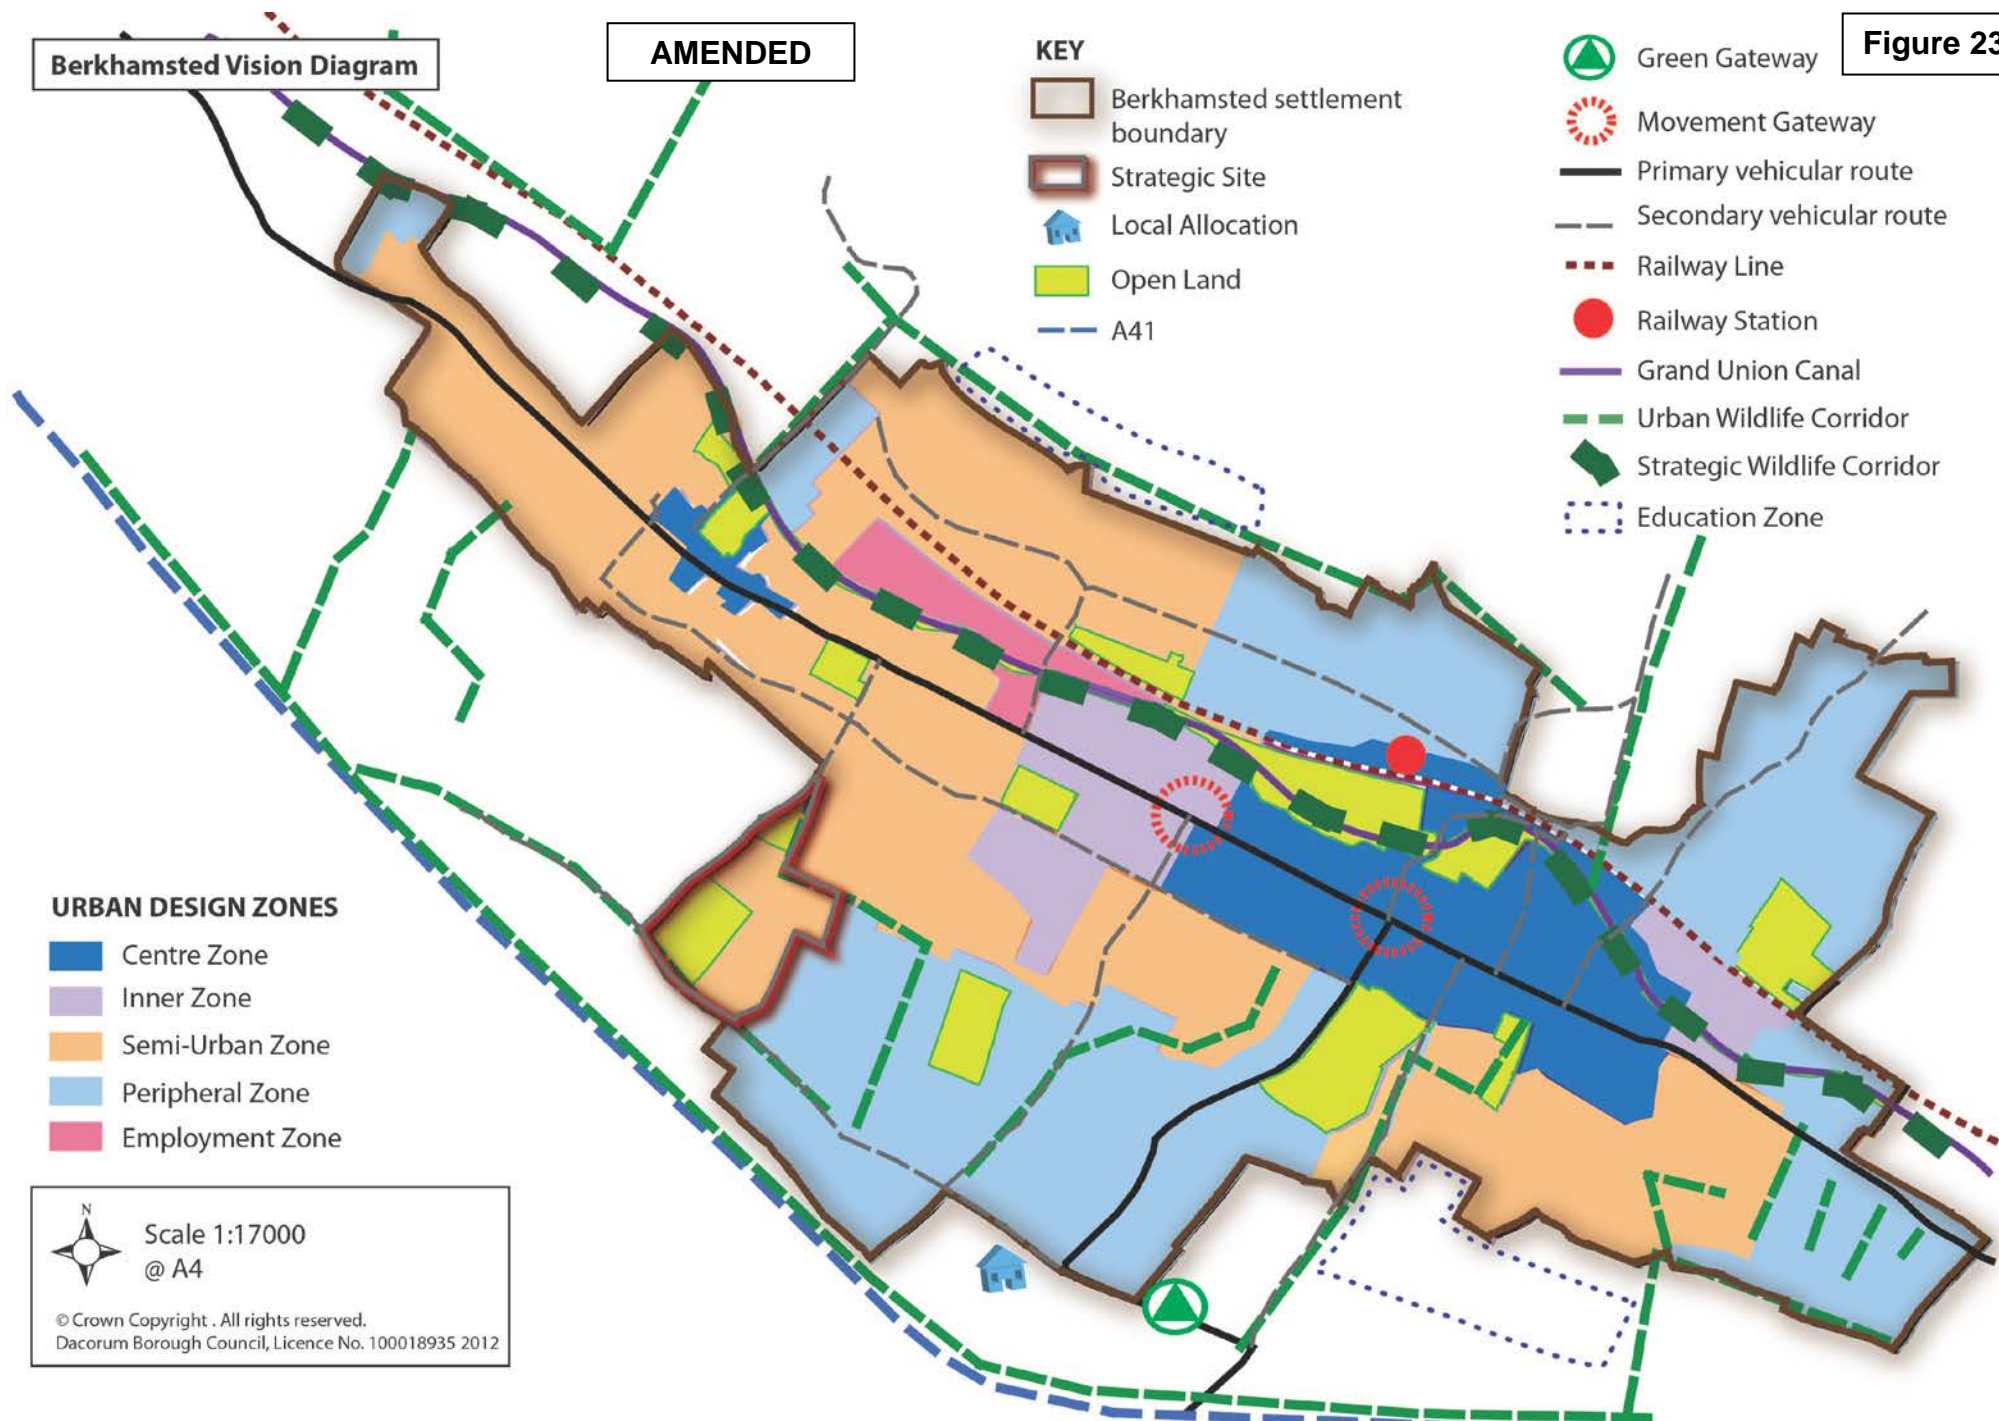 Berkhamsted Vision Diagram
AMENDED
Figure 23
KEY
Berkhamsted settlement
boundary
Strategic Site
Local Allocation
Open Land
A41
Green Gateway
Movement Gateway
Primary vehicular route
Secondary vehicular route
Railway Line
Railway Station
Grand Union Canal
Urban Wildlife Corridor
Strategic Wildlife Corridor
Education Zone
URBAN DESIGN ZONES
Centre Zone
Inner Zone
Semi-Urban Zone
Peripheral Zone
Employment Zone
N
Scale 1:17000
@ A4
© Crown Copyright . All rights reserved.
Dacorum Borough Council, Licence No. 100018935 2012